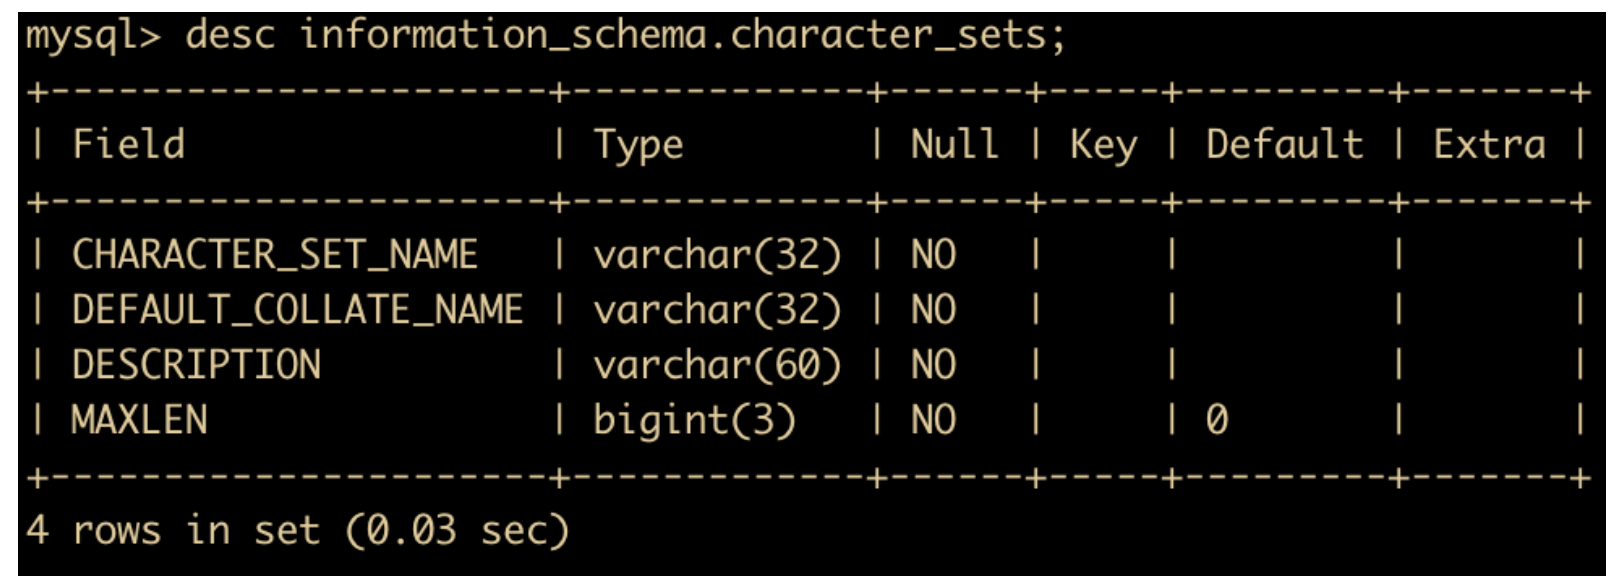 mysql> desc information_schema.character_sets;
+----------------------+-------------+------+-----+---------+-------+
| Field                | Type        | Null | Key | Default | Extra |
+----------------------+-------------+------+-----+---------+-------+
| CHARACTER_SET_NAME   | varchar(32) | NO   |     |         |       |
| DEFAULT_COLLATE_NAME | varchar(32) | NO   |     |         |       |
| DESCRIPTION          | varchar(60) | NO   |     |         |       |
| MAXLEN               | bigint(3)   | NO   |     | 0       |       |
+----------------------+-------------+------+-----+---------+-------+
4 rows in set (0.03 sec)